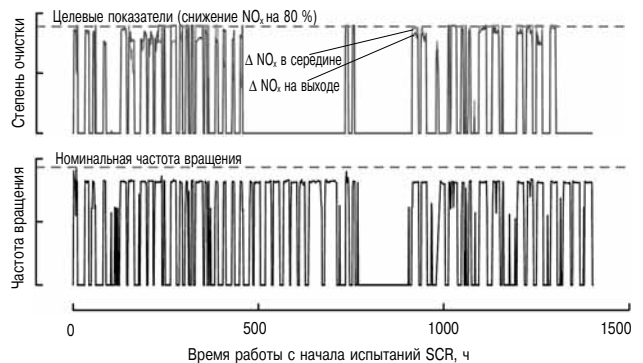 Целевые показатели (снижение NOx на 80 %)
Степень очистки
Δ NOx в середине
Δ NOx на выходе
Номинальная частота вращения
Частота вращения
0 500 1000 1500
Время работы с начала испытаний SCR, ч